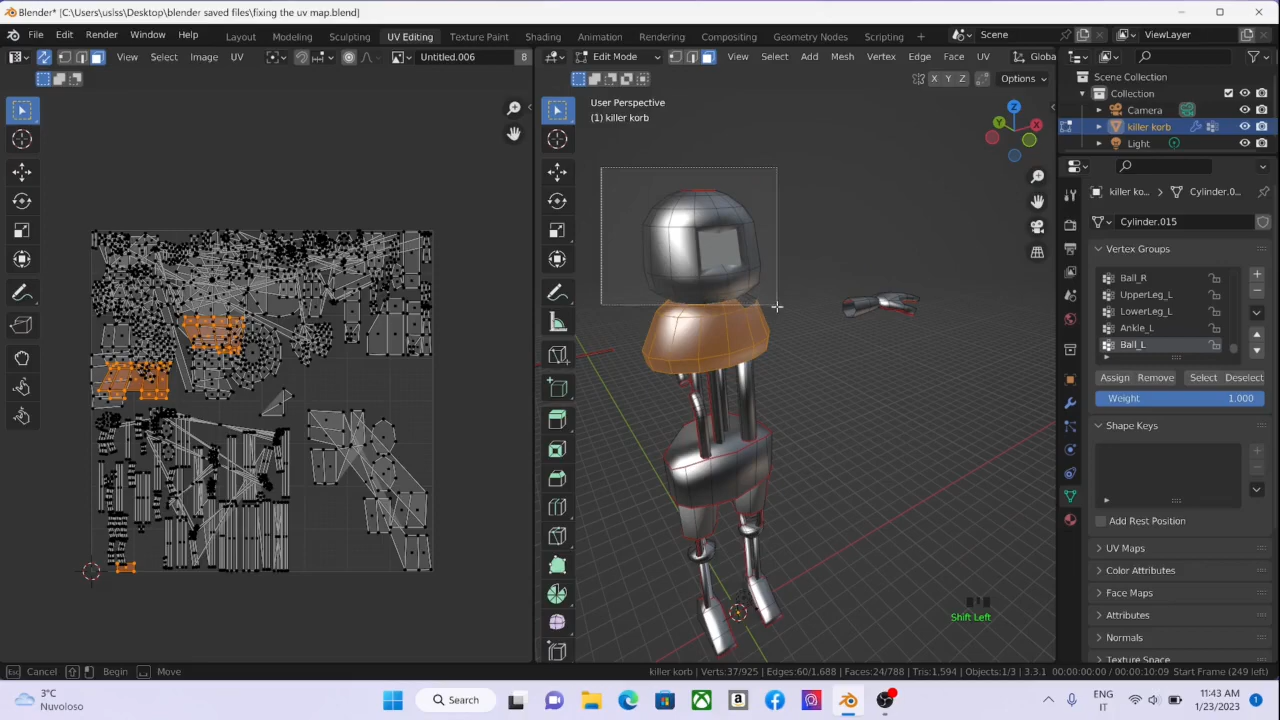 Blender* [C:\Users\uslss\Desktop\blender saved files\fixing the uv map.blend]
File Edit Render Window Help Layout Modeling Sculpting UV Editing Texture Paint Shading Animation Rendering Compositing Geometry Nodes Scripting + Scene ViewLayer
View Select Image UV Untitled.006 8 Edit Mode View Select Add Mesh Vertex Edge Face UV Globa
X Y Z Options
Scene Collection
Collection
Camera
killer korb
Light
User Perspective
(1) killer korb
Z
Y
X
killer ko... > Cylinder.0...
Cylinder.015
Vertex Groups
Ball_R
UpperLeg_L
LowerLeg_L
Ankle_L
Ball_L
Assign Remove Select Deselect
Weight 1.000
Shape Keys
Add Rest Position
UV Maps
Color Attributes
Face Maps
Attributes
Normals
Texture Space
Shift Left
Cancel Begin Move killer korb | Verts:37/925 | Edges:60/1,688 | Faces:24/788 | Tris:1,594 | Objects:1/3 | 3.3.1 00:00:00:00 / 00:00:10:09 Start Frame (249 left)
3°C
Nuvoloso
Search
ENG
IT
11:43 AM
1/23/2023
1